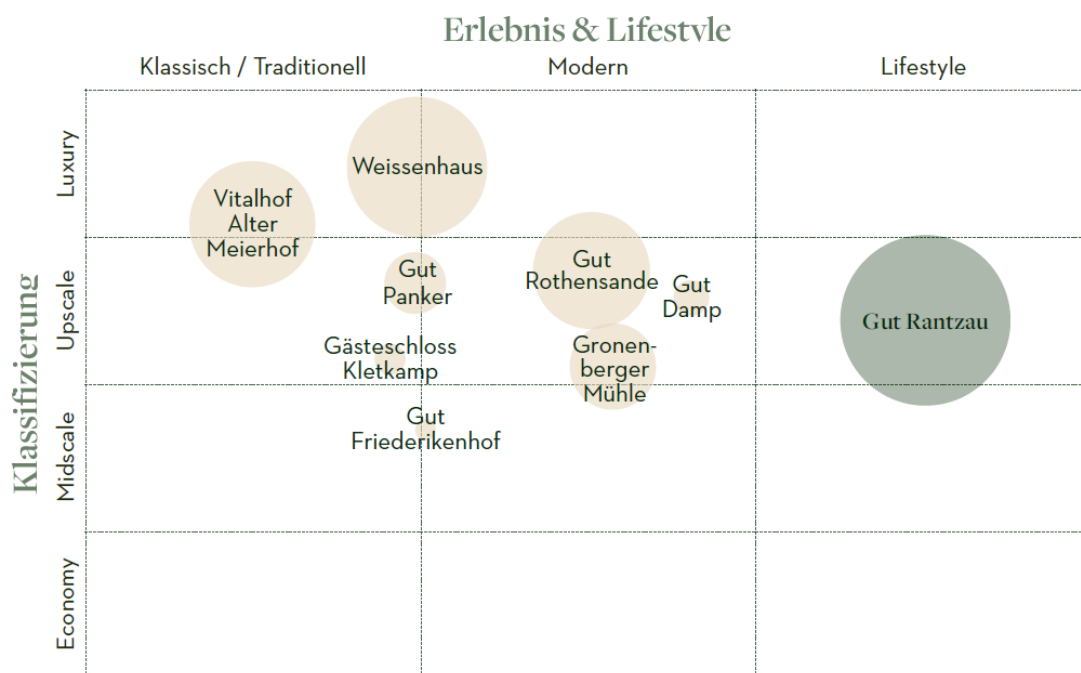 Erlebnis & Lifestyle
Klassisch / Traditionell
Modern
Lifestyle
Klassifizierung
Luxury
Upscale
Midscale
Economy
Weissenhaus
Vitalhof
Alter
Meierhof
Gut
Panker
Gut
Rothensande
Gut
Damp
Gut Rantzau
Gästeschloss
Kletkamp
Gronen-
berger
Mühle
Gut
Friederikenhof